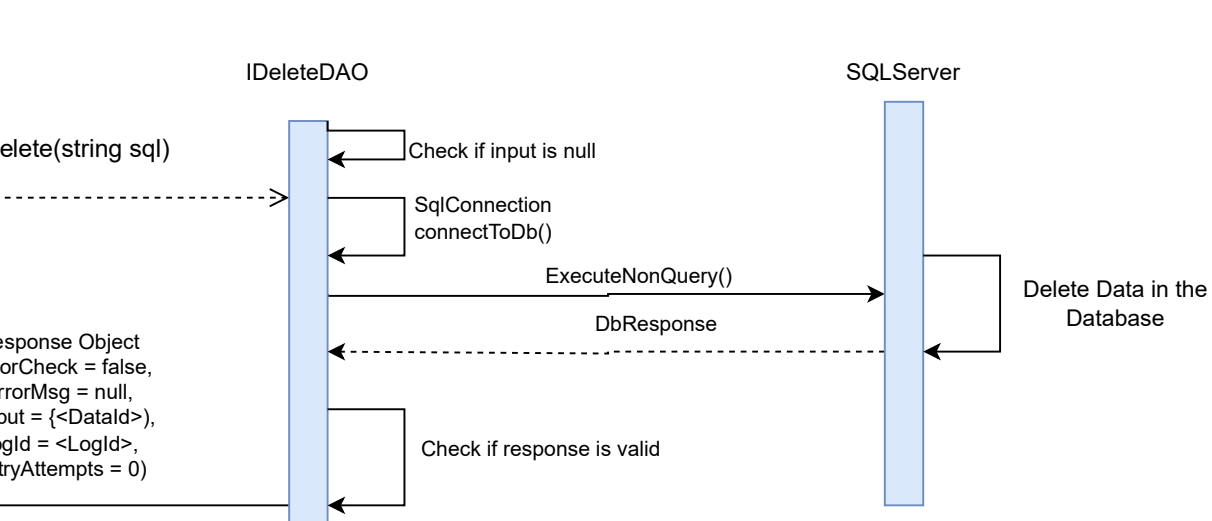 IDeleteDAO
SQLServer
elete(string sql)
Check if input is null
SqlConnection
connectToDb()
ExecuteNonQuery()
Delete Data in the
Database
DbResponse
esponse Object
orCheck = false,
rrorMsg = null,
put = {<DataId>),
ogId = <LogId>,
tryAttempts = 0)
Check if response is valid